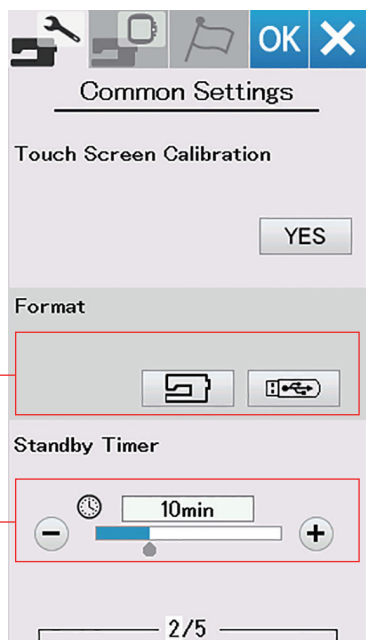 OK X
Common Settings
Touch Screen Calibration
YES
Format
Standby Timer
10min
− +
2/5